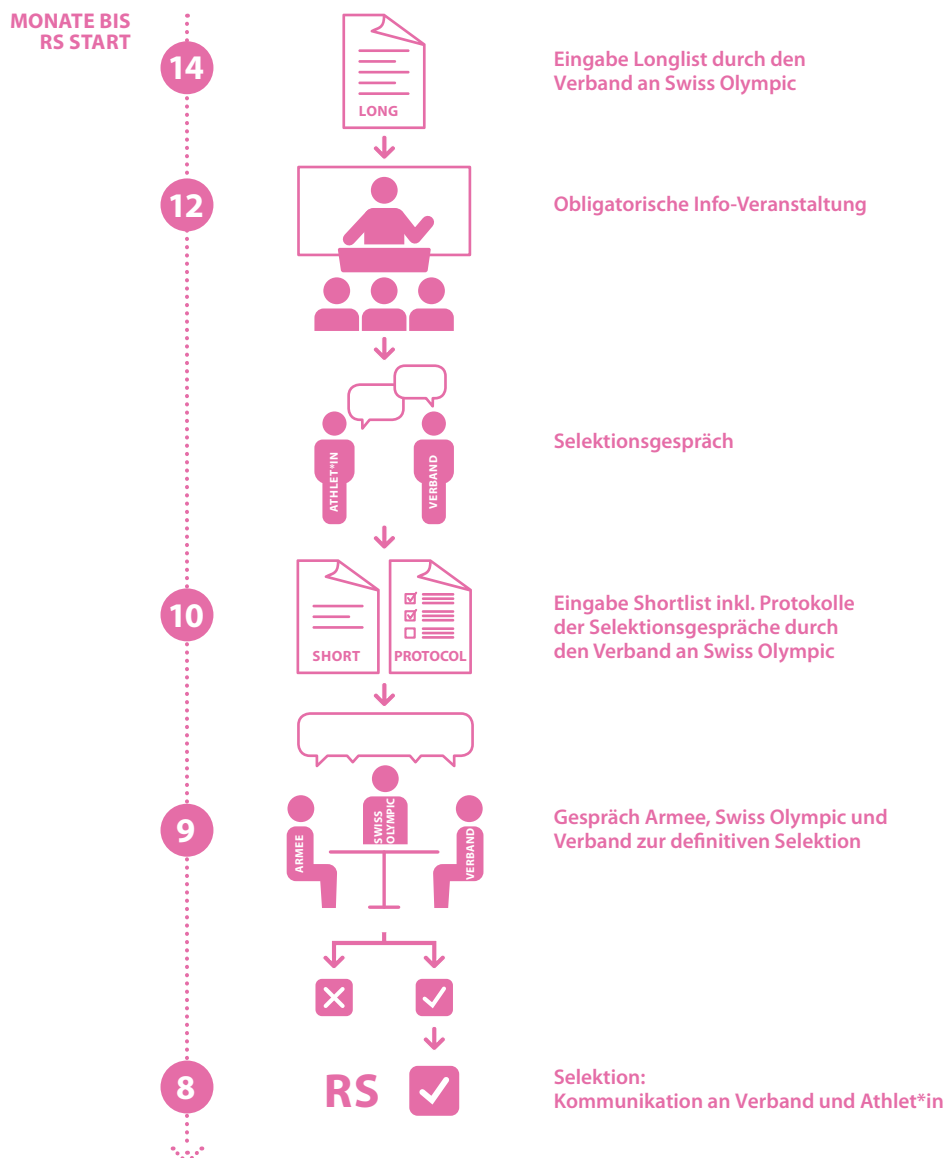 MONATE BIS
RS START
14
LONG
Eingabe Longlist durch den
Verband an Swiss Olympic
12
Obligatorische Info-Veranstaltung
ATHLET*IN
VERBAND
Selektionsgespräch
10
SHORT
PROTOCOL
Eingabe Shortlist inkl. Protokolle
der Selektionsgespräche durch
den Verband an Swiss Olympic
9
ARMEE
SWISS
OLYMPIC
VERBAND
Gespräch Armee, Swiss Olympic und
Verband zur definitiven Selektion
8
RS
Selektion:
Kommunikation an Verband und Athlet*in